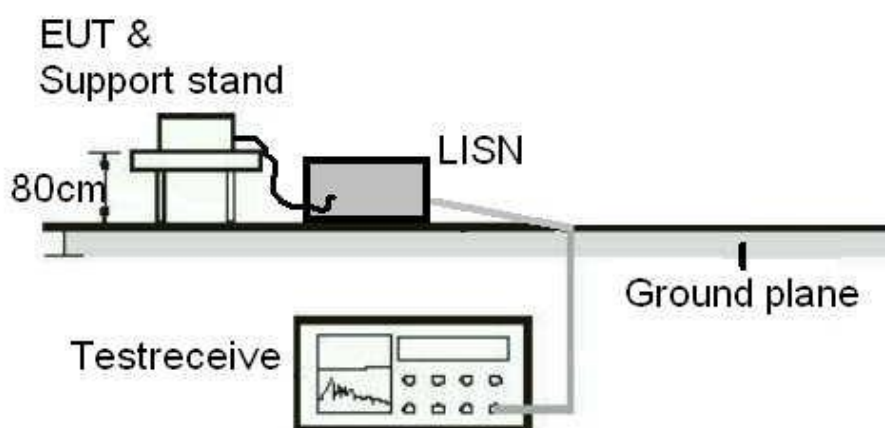 EUT &
Support stand
LISN
80cm
Ground plane
Testreceive